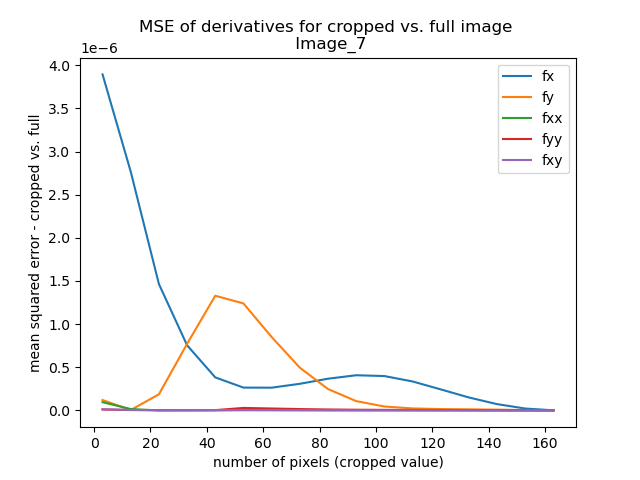 MSE of derivatives for cropped vs. full image
Image_7
1e−6
4.0
3.5
3.0
2.5
2.0
1.5
1.0
0.5
0.0
mean squared error - cropped vs. full
fx
fy
fxx
fyy
fxy
0 20 40 60 80 100 120 140 160
number of pixels (cropped value)